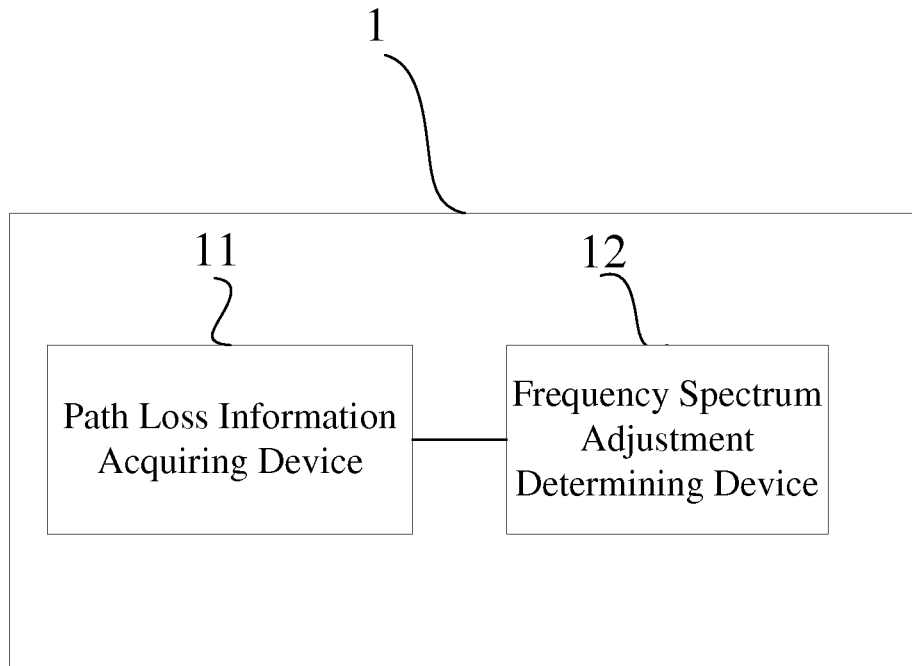 1
11
12
Path Loss Information
Acquiring Device
Frequency Spectrum
Adjustment
Determining Device